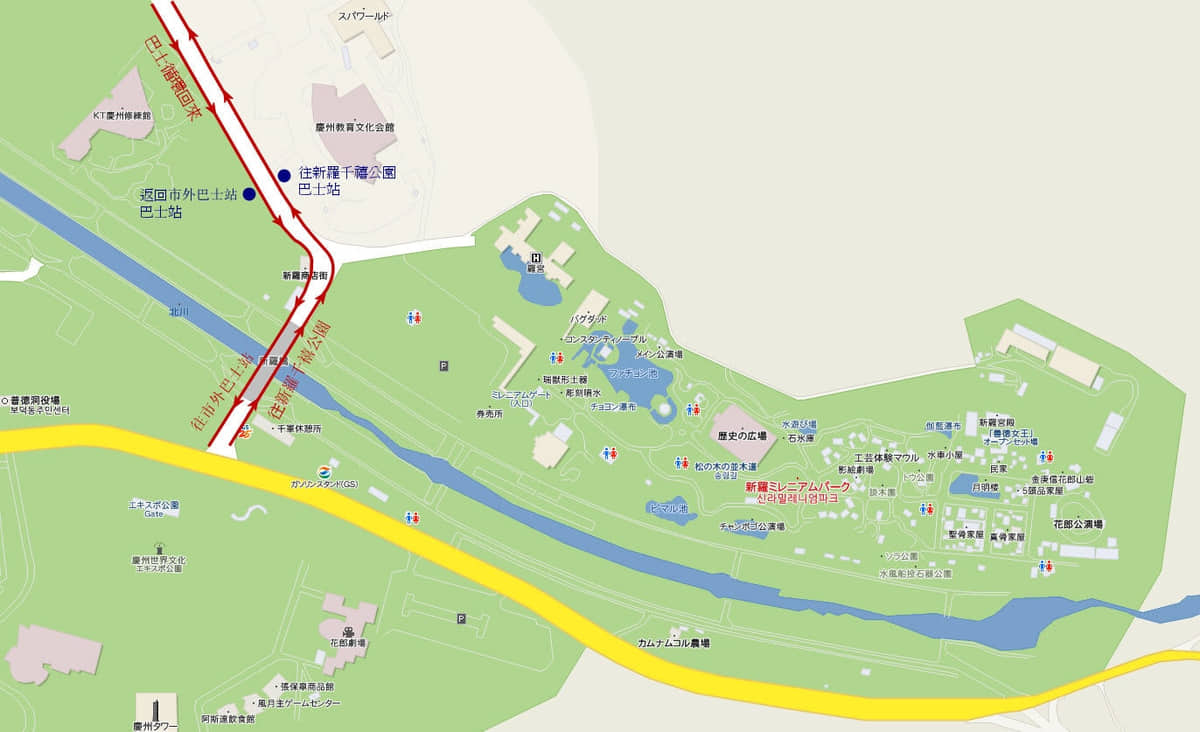 スパワールド
巴士循環回來
KT慶州修練館
慶州教育文化会館
往新羅千禧公園
巴士站
返回市外巴士站
巴士站
新羅商店街
北川
新羅橋
往市外巴士站
往新羅千禧公園
H
羅宮
バグダッド
コンスタンティノープル
メイン公演場
ファチョン池
P
瑞獣形土器
彫刻噴水
ミレニアムゲート
(入口)
チョヨン瀑布
券売所
普徳洞役場
보덕동주민센터
千軍休憩所
ガソリンスタンド(GS)
エキスポ公園
Gate
慶州世界文化
エキスポ公園
歴史の広場
水遊び場
石氷庫
松の木の並木道
송림길
新羅ミレニアムパーク
신라밀레니엄파크
ヒマル池
チャンポゴ公演場
工芸体験マウル
影絵劇場
トウ公園
鋳木園
伽藍瀑布
水車小屋
新羅宮殿
「善徳女王」
オープンセット場
民家
月明楼
金庾信花郎山砦
5頭品家屋
聖骨家屋
真骨家屋
花郎公演場
ソラ公園
水風船投石器公園
P
カムナムコル農場
花郎劇場
張保皐商品館
風月主ゲームセンター
阿斯達飲食館
慶州タワー